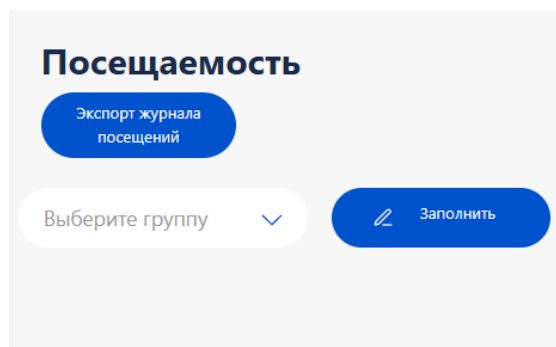 Посещаемость
Экспорт журнала
посещений
Выберите группу
Заполнить